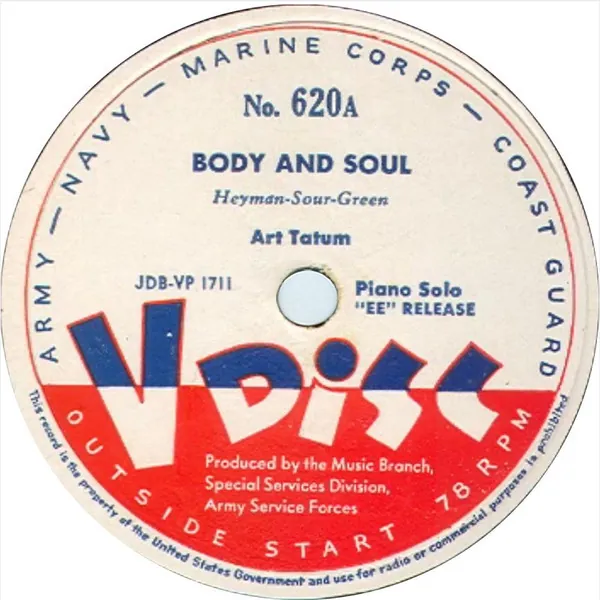 ARMY — NAVY — MARINE CORPS — COAST GUARD
No. 620A
BODY AND SOUL
Heyman-Sour-Green
Art Tatum
JDB-VP 1711
Piano Solo
"EE" RELEASE
V DiSC
Produced by the Music Branch,
Special Services Division,
Army Service Forces
OUTSIDE START 78 RPM
This record is the property of the United States Government and use for radio or commercial purposes is prohibited